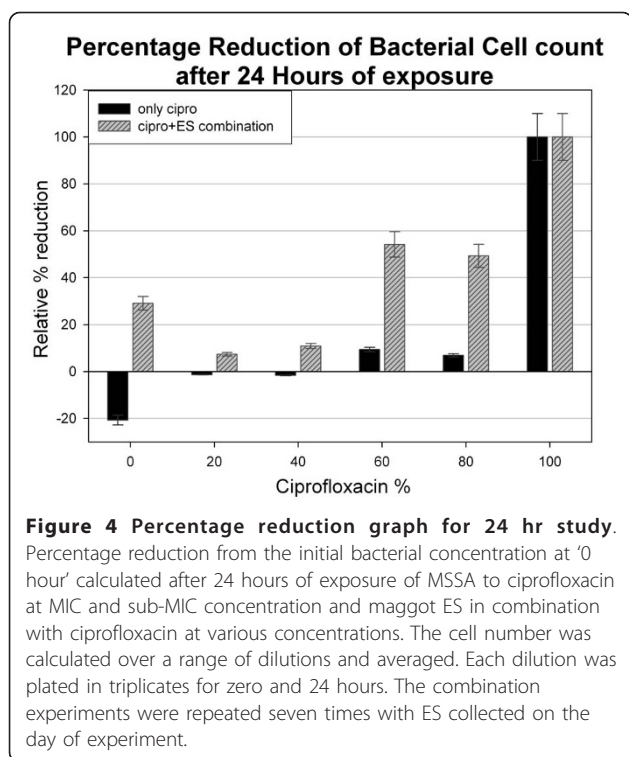 Percentage Reduction of Bacterial Cell count
after 24 Hours of exposure
120
100
80
60
40
20
0
-20
Relative % reduction
only cipro
cipro+ES combination
0 20 40 60 80 100
Ciprofloxacin %
Figure 4 Percentage reduction graph for 24 hr study.
Percentage reduction from the initial bacterial concentration at '0
hour' calculated after 24 hours of exposure of MSSA to ciprofloxacin
at MIC and sub-MIC concentration and maggot ES in combination
with ciprofloxacin at various concentrations. The cell number was
calculated over a range of dilutions and averaged. Each dilution was
plated in triplicates for zero and 24 hours. The combination
experiments were repeated seven times with ES collected on the
day of experiment.